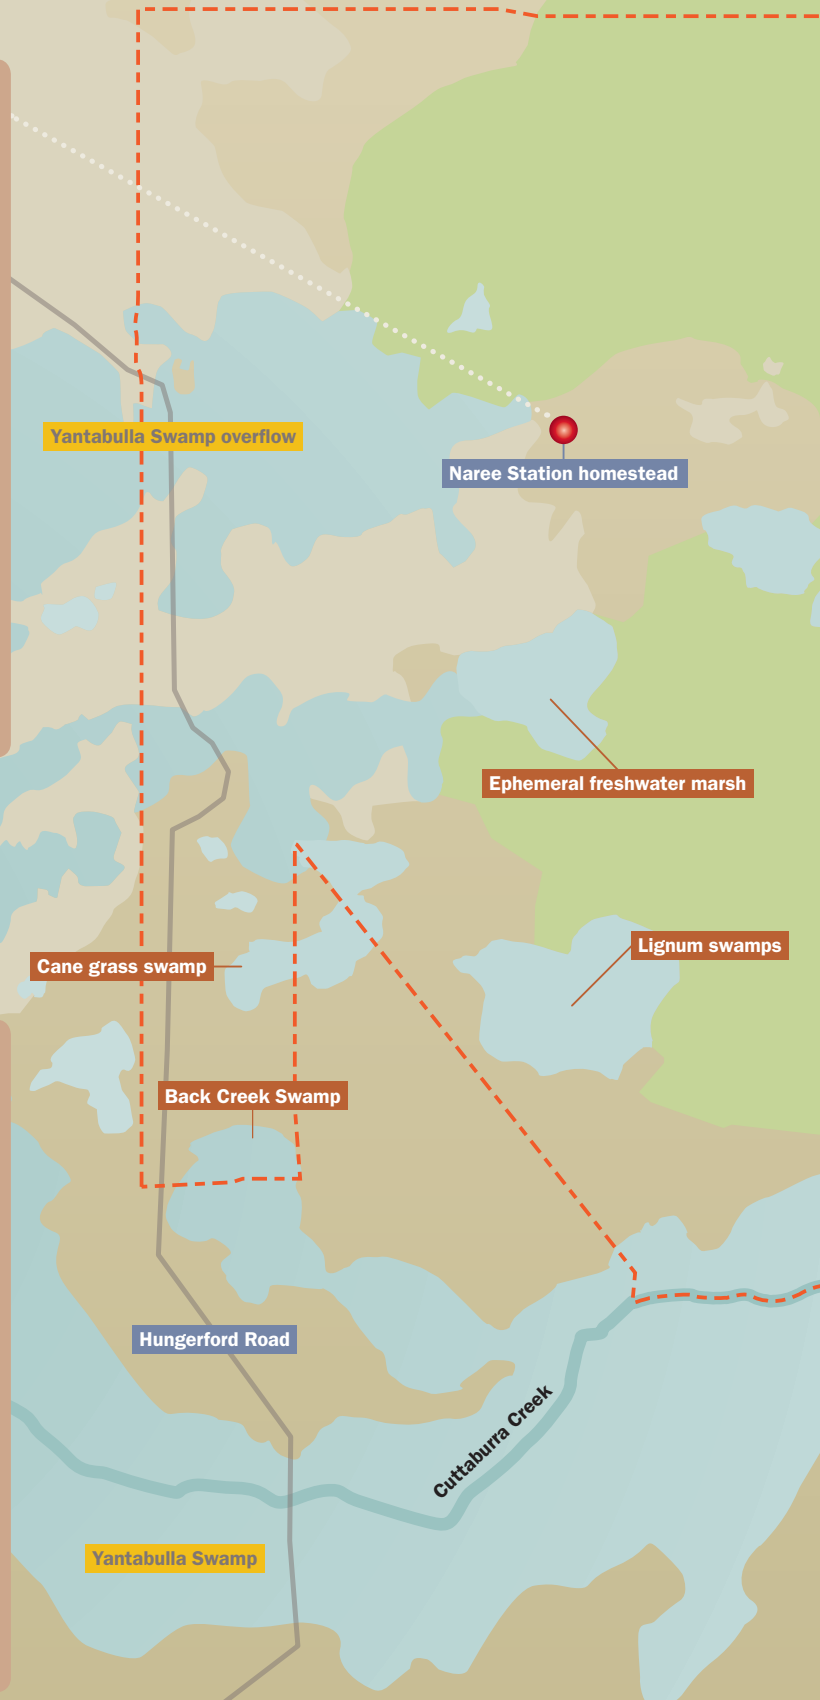 Yantabulla Swamp overflow
Naree Station homestead
Ephemeral freshwater marsh
Lignum swamps
Cane grass swamp
Back Creek Swamp
Hungerford Road
Cuttaburra Creek
Yantabulla Swamp